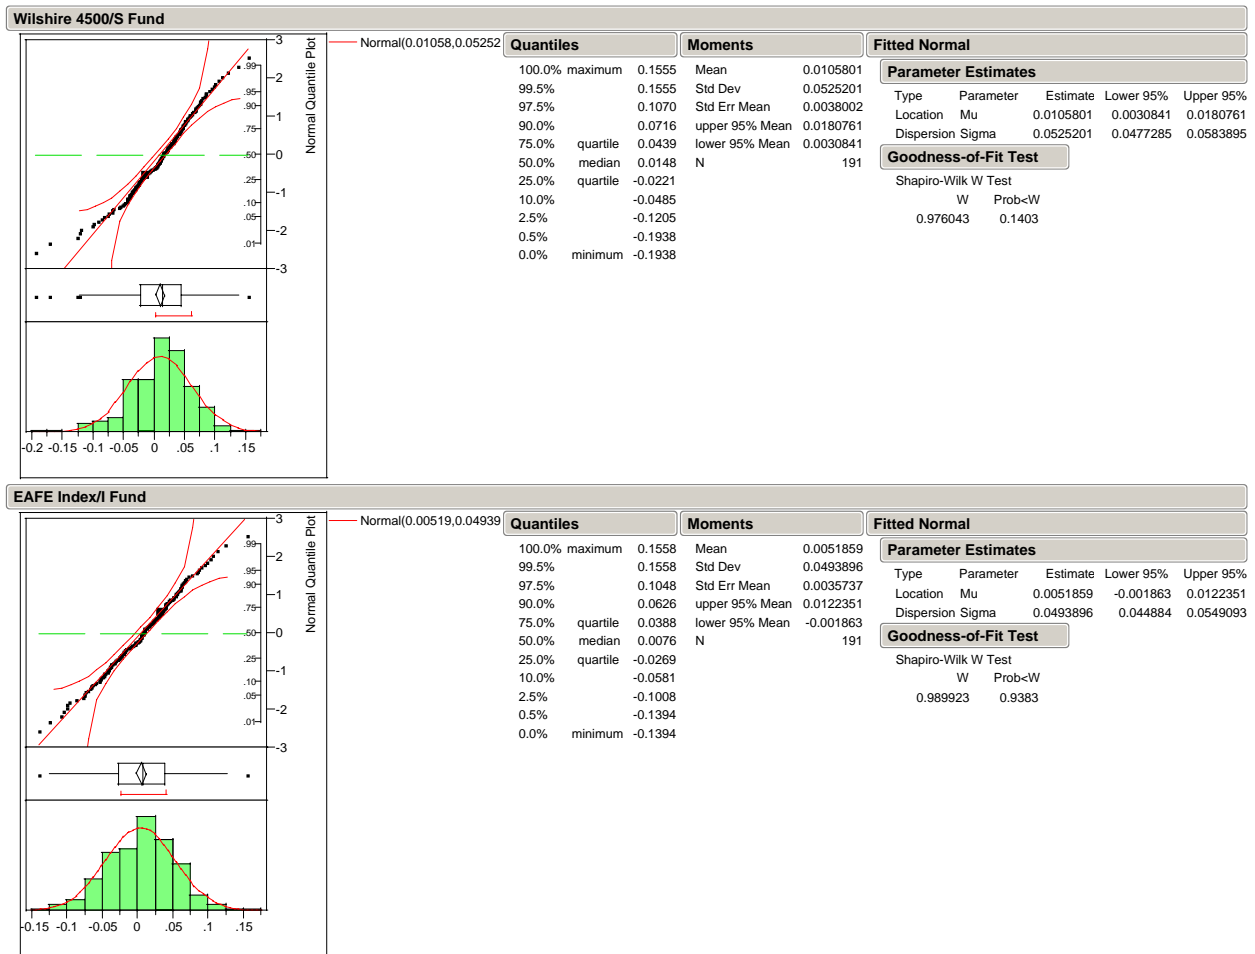 Wilshire 4500/S Fund
3
2
1
0
-1
-2
-3
.99
.95
.90
.75
.50
.25
.10
.05
.01
Normal Quantile Plot
-0.2 -0.15 -0.1 -0.05 0 .05 .1 .15
Normal(0.01058,0.05252
Quantiles
100.0% maximum 0.1555
99.5% 0.1555
97.5% 0.1070
90.0% 0.0716
75.0% quartile 0.0439
50.0% median 0.0148
25.0% quartile -0.0221
10.0% -0.0485
2.5% -0.1205
0.5% -0.1938
0.0% minimum -0.1938
Moments
Mean 0.0105801
Std Dev 0.0525201
Std Err Mean 0.0038002
upper 95% Mean 0.0180761
lower 95% Mean 0.0030841
N 191
Fitted Normal
Parameter Estimates
Type Parameter Estimate Lower 95% Upper 95%
Location Mu 0.0105801 0.0030841 0.0180761
Dispersion Sigma 0.0525201 0.0477285 0.0583895
Goodness-of-Fit Test
Shapiro-Wilk W Test
W Prob<W
0.976043 0.1403
EAFE Index/I Fund
3
2
1
0
-1
-2
-3
.99
.95
.90
.75
.50
.25
.10
.05
.01
Normal Quantile Plot
-0.15 -0.1 -0.05 0 .05 .1 .15
Normal(0.00519,0.04939
Quantiles
100.0% maximum 0.1558
99.5% 0.1558
97.5% 0.1048
90.0% 0.0626
75.0% quartile 0.0388
50.0% median 0.0076
25.0% quartile -0.0269
10.0% -0.0581
2.5% -0.1008
0.5% -0.1394
0.0% minimum -0.1394
Moments
Mean 0.0051859
Std Dev 0.0493896
Std Err Mean 0.0035737
upper 95% Mean 0.0122351
lower 95% Mean -0.001863
N 191
Fitted Normal
Parameter Estimates
Type Parameter Estimate Lower 95% Upper 95%
Location Mu 0.0051859 -0.001863 0.0122351
Dispersion Sigma 0.0493896 0.044884 0.0549093
Goodness-of-Fit Test
Shapiro-Wilk W Test
W Prob<W
0.989923 0.9383